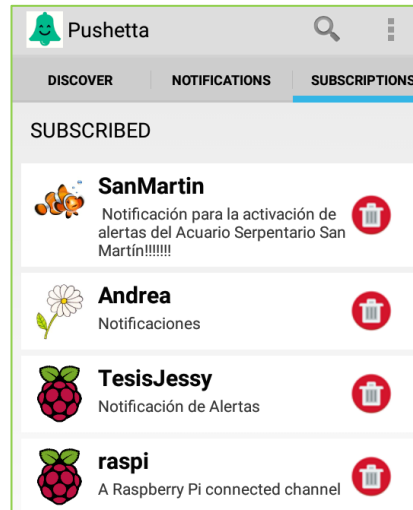 Pushetta
DISCOVER NOTIFICATIONS SUBSCRIPTIONS
SUBSCRIBED
SanMartin
Notificación para la activación de
alertas del Acuario Serpentario San
Martín!!!!!!!
Andrea
Notificaciones
TesisJessy
Notificación de Alertas
raspi
A Raspberry Pi connected channel